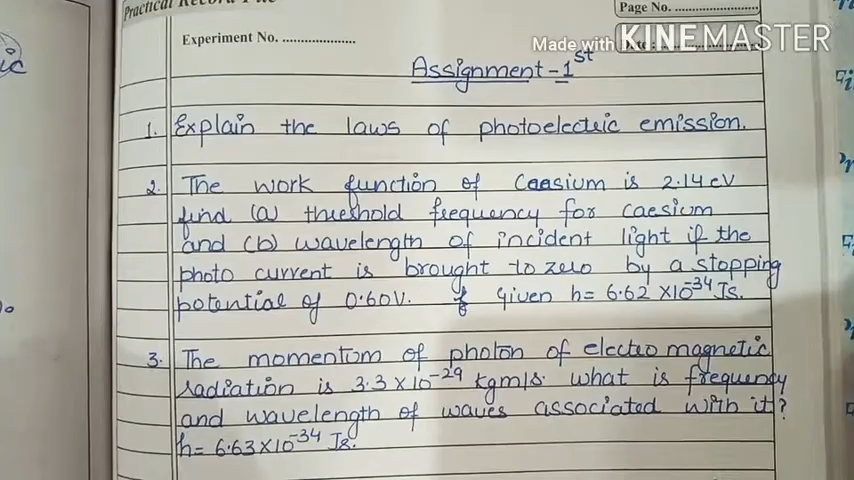 Practical Record File
Page No. ....................
Experiment No. ....................
Made with KINEMASTER
Assignment-1st
1. Explain the laws of photoelectric emission.
2. The work function of Caesium is 2.14 eV
find (a) threshold frequency for caesium
and (b) wavelength of incident light if the
photo current is brought to zero by a stopping
potential of 0.60V. Given h= 6.62 ×10⁻³⁴ Js.
3. The momentum of photon of electro magnetic
radiation is 3.3 ×10⁻²⁹ kgm/s. what is frequency
and wavelength of waves associated with it?
h= 6.63×10⁻³⁴ Js.